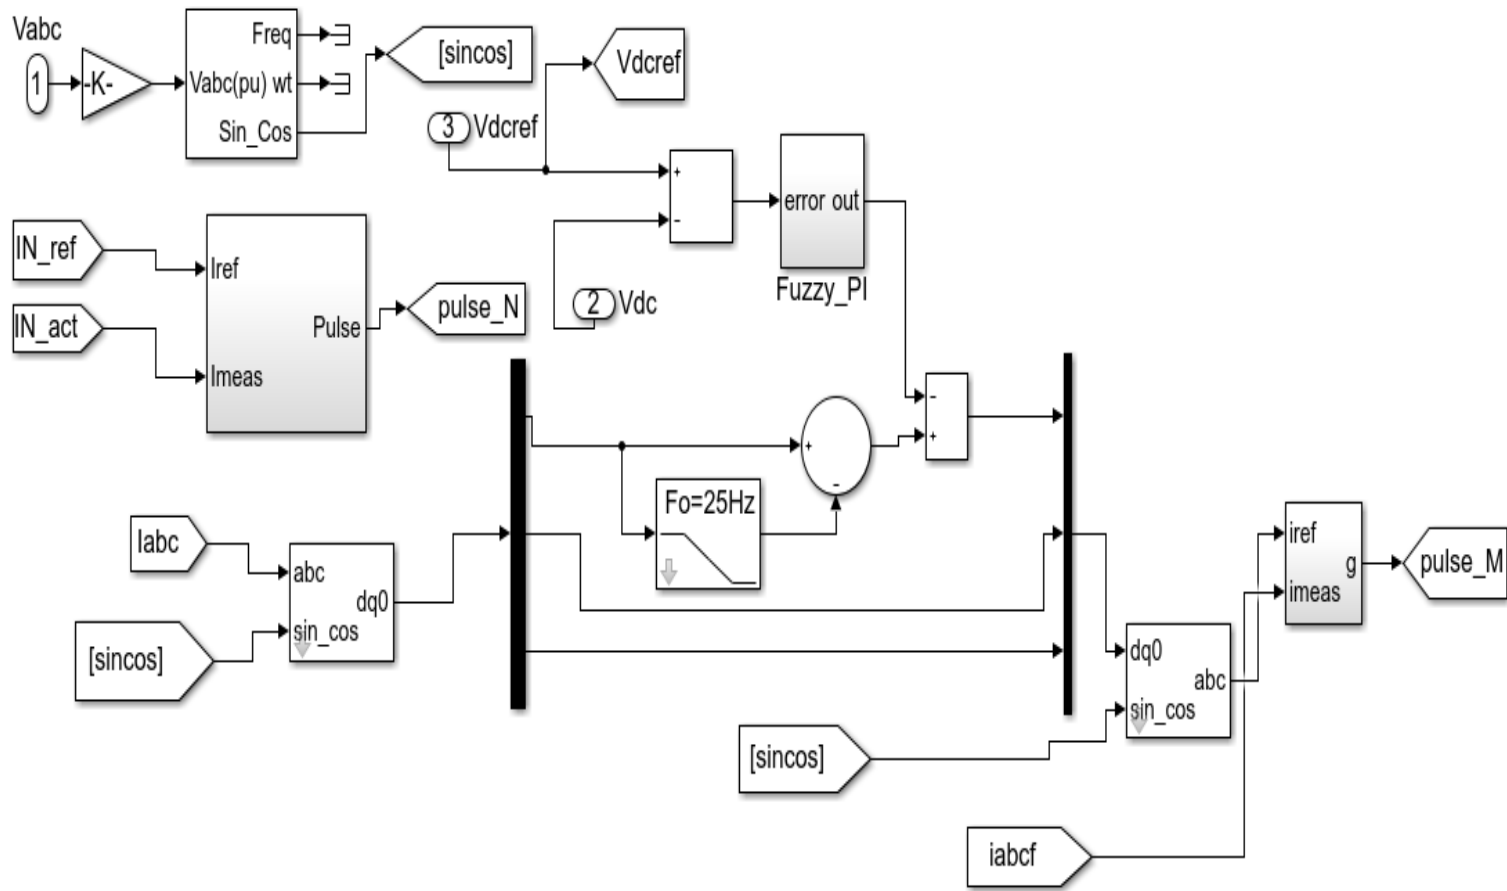 Vabc
1
-K-
Freq
Vabc(pu) wt
Sin_Cos
[sincos]
Vdcref
3
Vdcref
+
-
error out
Fuzzy_PI
2
Vdc
IN_ref
IN_act
Iref
Imeas
Pulse
pulse_N
-
+
+
-
Fo=25Hz
Iabc
[sincos]
abc
sin_cos
dq0
iref
imeas
g
pulse_M
dq0
sin_cos
abc
[sincos]
iabcf